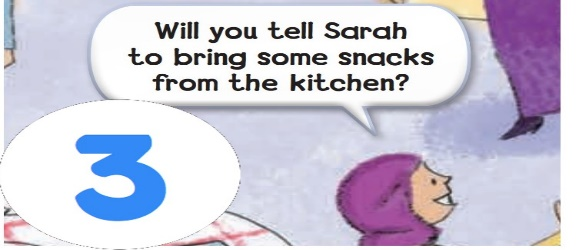 Will you tell Sarah
to bring some snacks
from the kitchen?
3